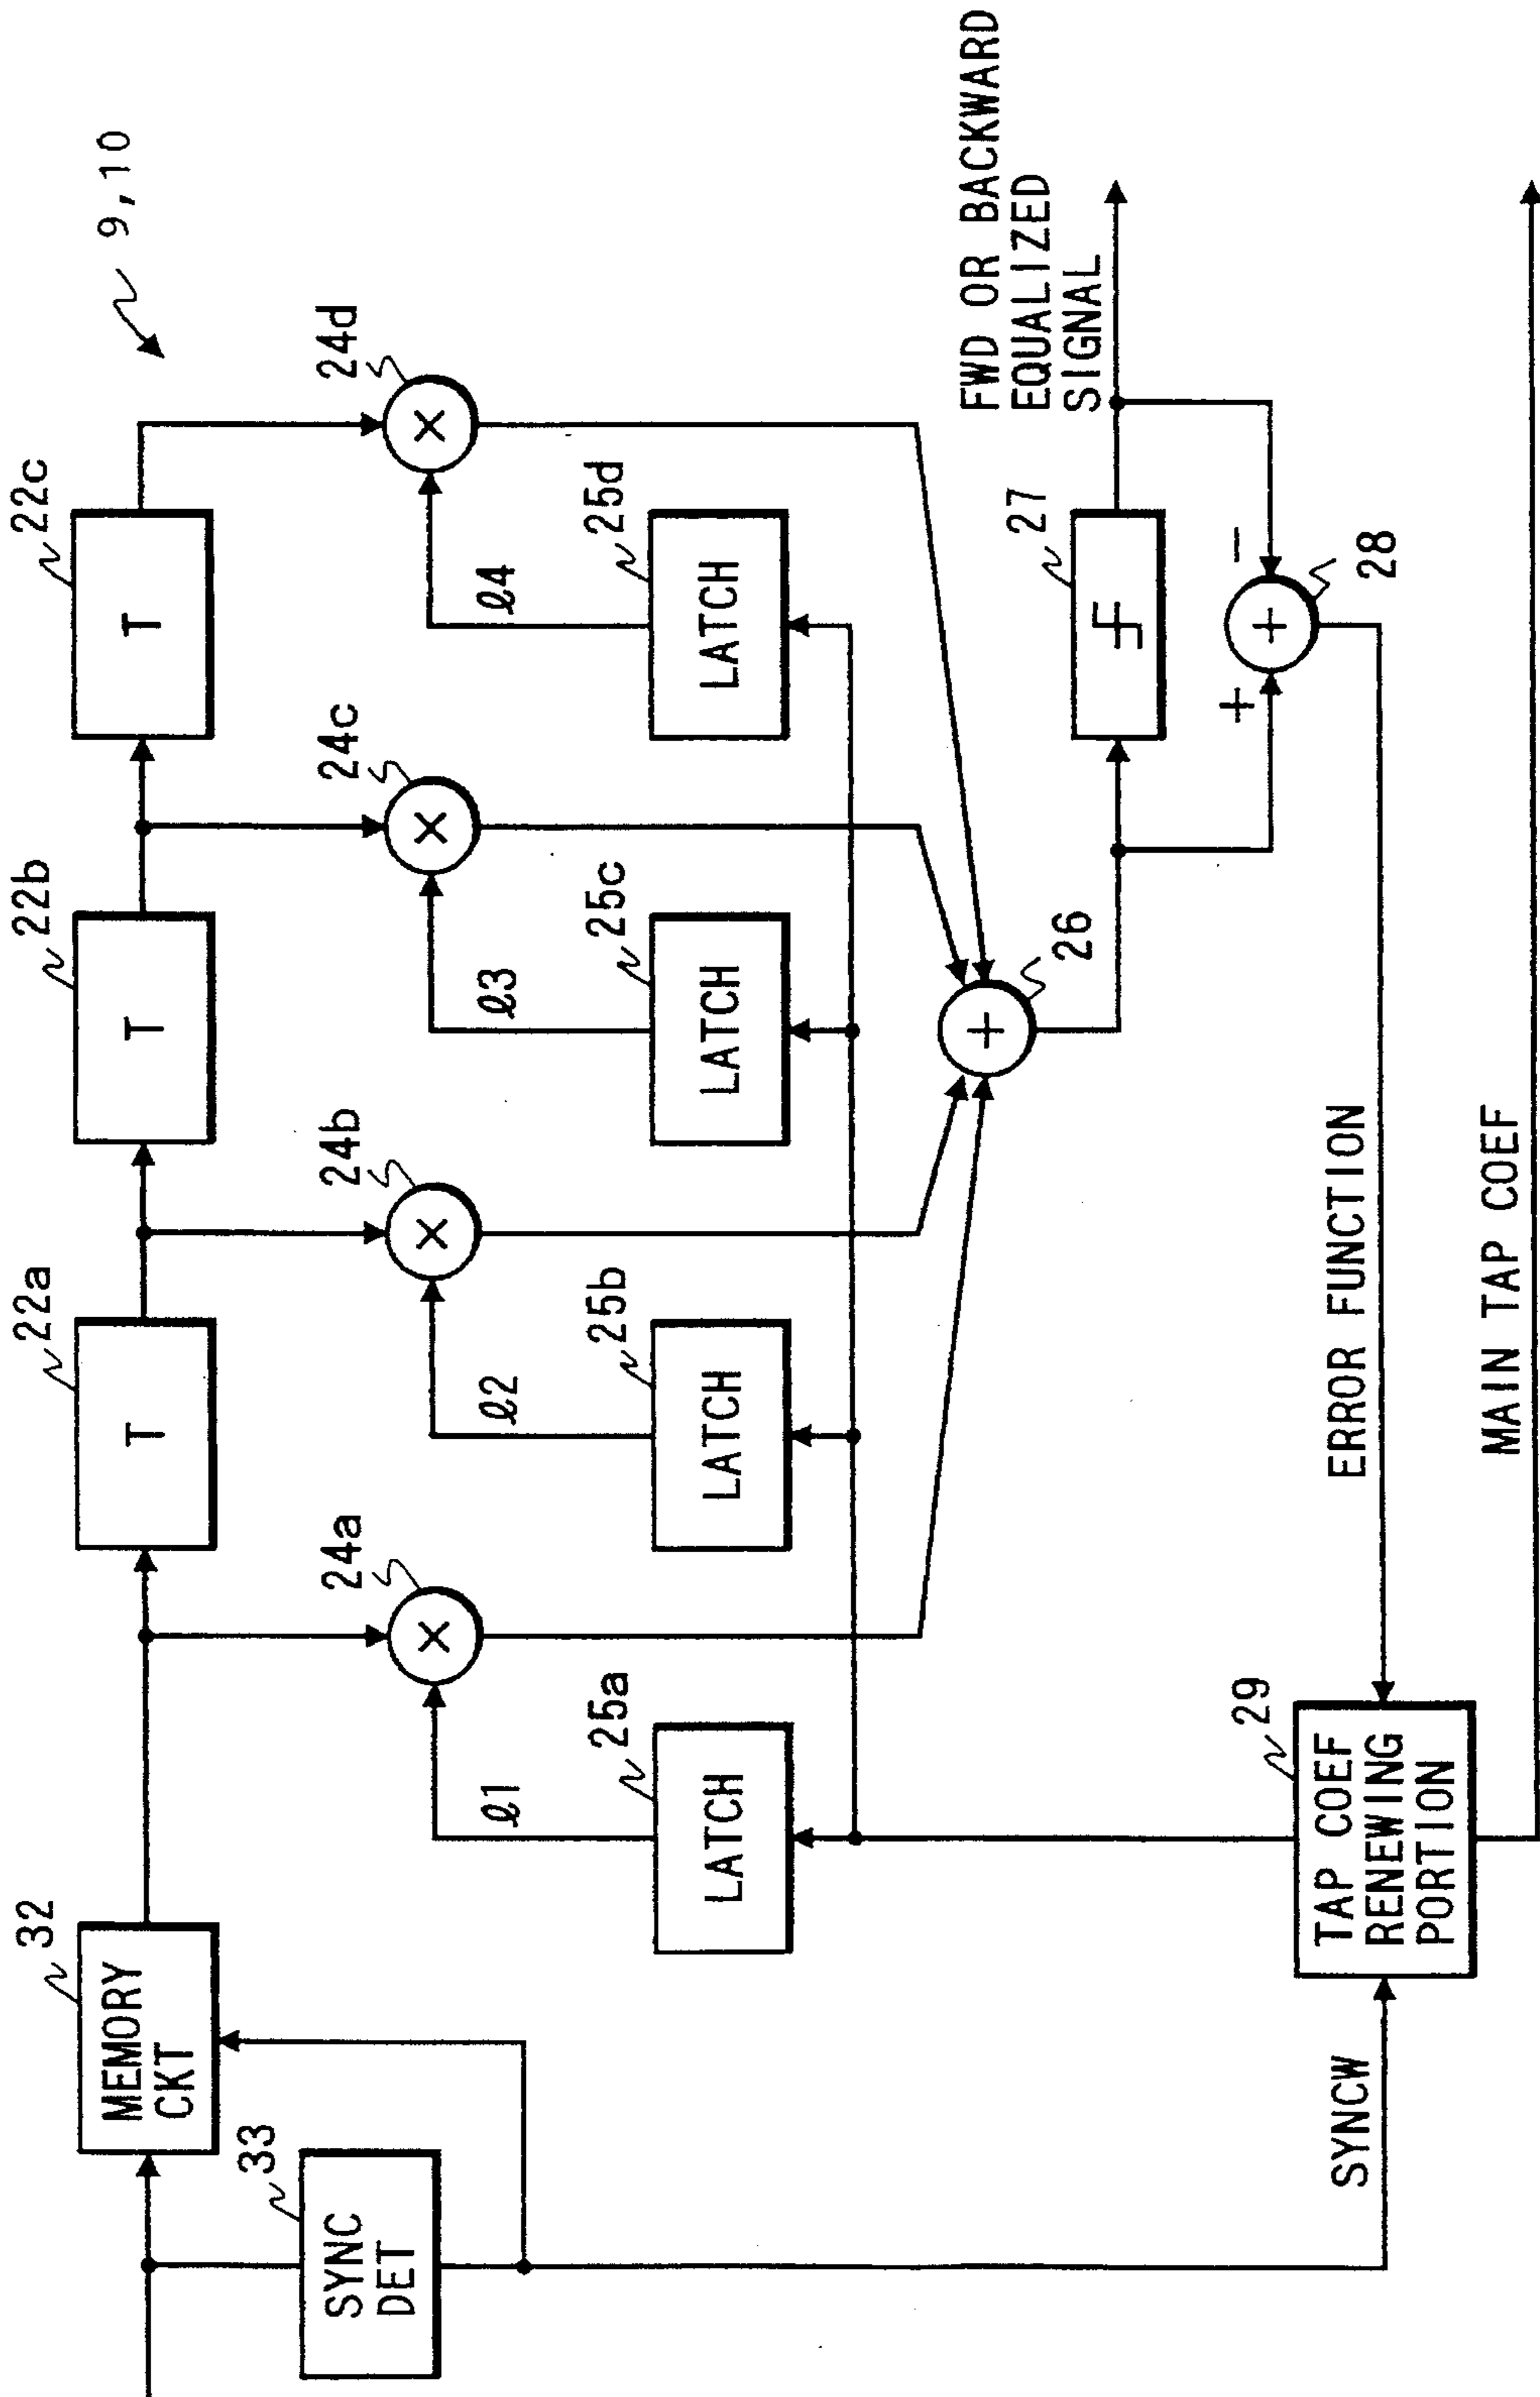 9,10
32
MEMORY
CKT
22a
T
22b
T
22c
T
33
SYNC
DET
24a
×
24b
×
24c
×
24d
×
ℓ1
ℓ2
ℓ3
ℓ4
25a
LATCH
25b
LATCH
25c
LATCH
25d
LATCH
26
+
27
FWD OR BACKWARD
EQUALIZED
SIGNAL
+
−
+
28
29
TAP COEF
RENEWING
PORTION
SYNCW
ERROR FUNCTION
MAIN TAP COEF